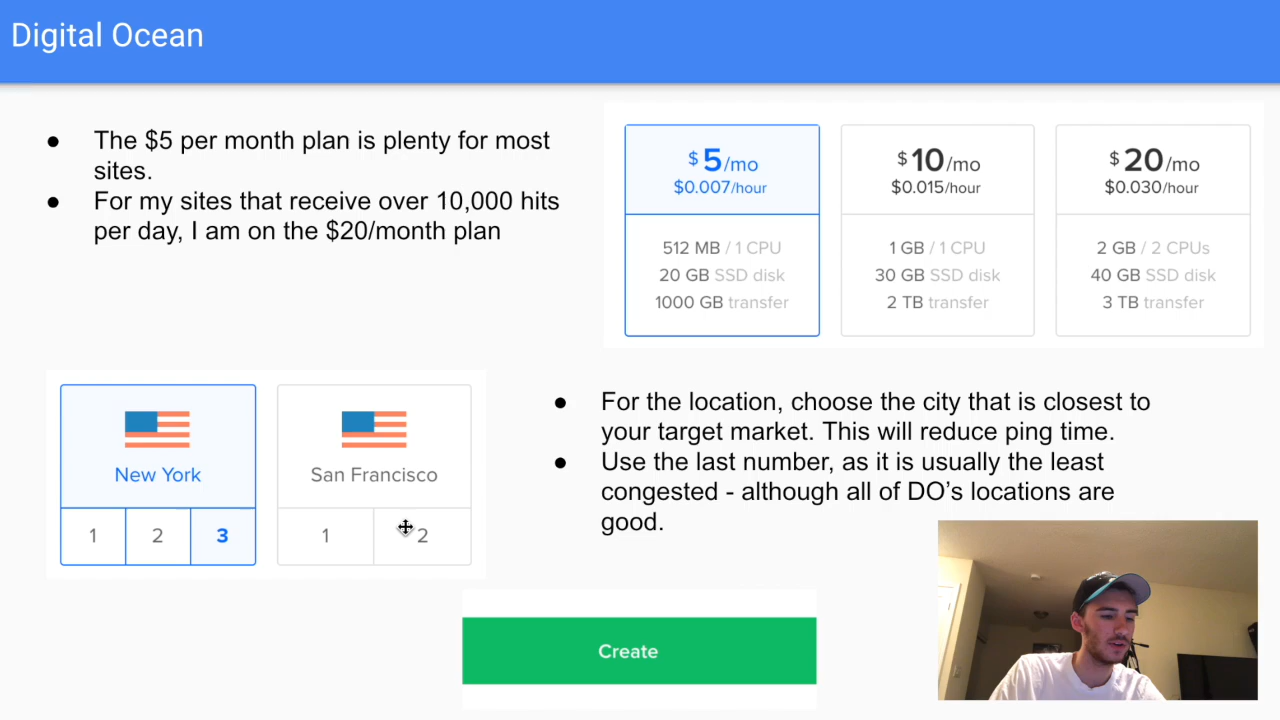 Digital Ocean
● The $5 per month plan is plenty for most
sites.
● For my sites that receive over 10,000 hits
per day, I am on the $20/month plan
$5/mo
$0.007/hour
512 MB / 1 CPU
20 GB SSD disk
1000 GB transfer
$10/mo
$0.015/hour
1 GB / 1 CPU
30 GB SSD disk
2 TB transfer
$20/mo
$0.030/hour
2 GB / 2 CPUs
40 GB SSD disk
3 TB transfer
New York
1 2 3
San Francisco
1 2
● For the location, choose the city that is closest to
your target market. This will reduce ping time.
● Use the last number, as it is usually the least
congested - although all of DO’s locations are
good.
Create